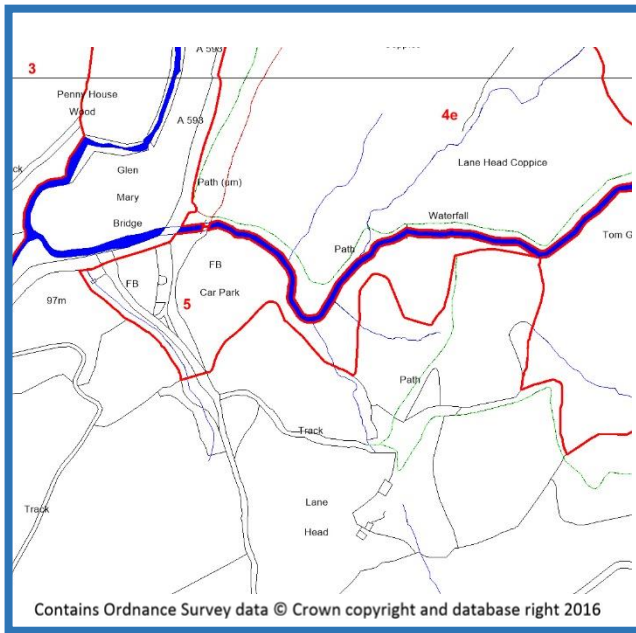 A 593
Coppice
3
Penny House
Wood
A 593
4e
Lane Head Coppice
Glen
Mary
Bridge
Path (um)
Waterfall
Tom G
Path
FB
FB
Car Park
97m
5
Path
Track
Track
Lane
Head
Contains Ordnance Survey data © Crown copyright and database right 2016